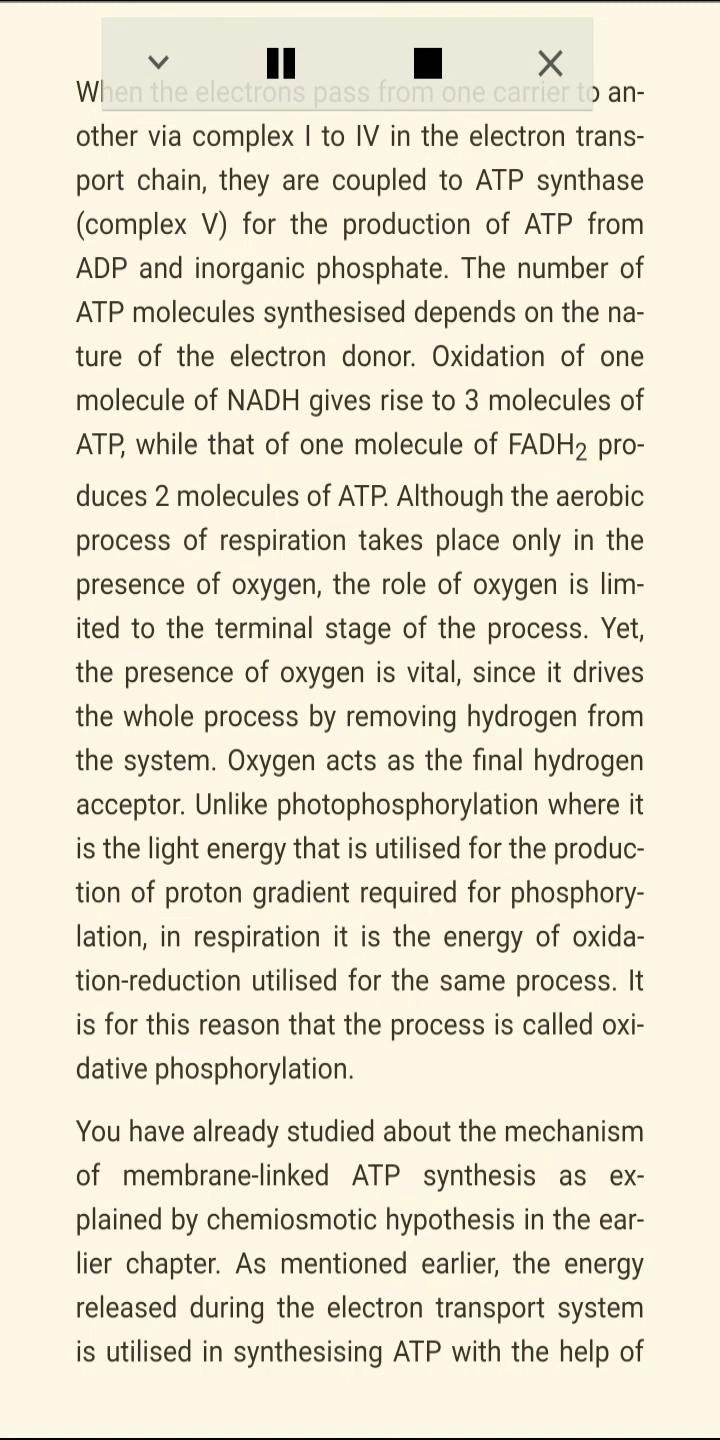 When the electrons pass from one carrier to an-
other via complex I to IV in the electron trans-
port chain, they are coupled to ATP synthase
(complex V) for the production of ATP from
ADP and inorganic phosphate. The number of
ATP molecules synthesised depends on the na-
ture of the electron donor. Oxidation of one
molecule of NADH gives rise to 3 molecules of
ATP, while that of one molecule of FADH₂ pro-
duces 2 molecules of ATP. Although the aerobic
process of respiration takes place only in the
presence of oxygen, the role of oxygen is lim-
ited to the terminal stage of the process. Yet,
the presence of oxygen is vital, since it drives
the whole process by removing hydrogen from
the system. Oxygen acts as the final hydrogen
acceptor. Unlike photophosphorylation where it
is the light energy that is utilised for the produc-
tion of proton gradient required for phosphory-
lation, in respiration it is the energy of oxida-
tion-reduction utilised for the same process. It
is for this reason that the process is called oxi-
dative phosphorylation.
You have already studied about the mechanism
of membrane-linked ATP synthesis as ex-
plained by chemiosmotic hypothesis in the ear-
lier chapter. As mentioned earlier, the energy
released during the electron transport system
is utilised in synthesising ATP with the help of